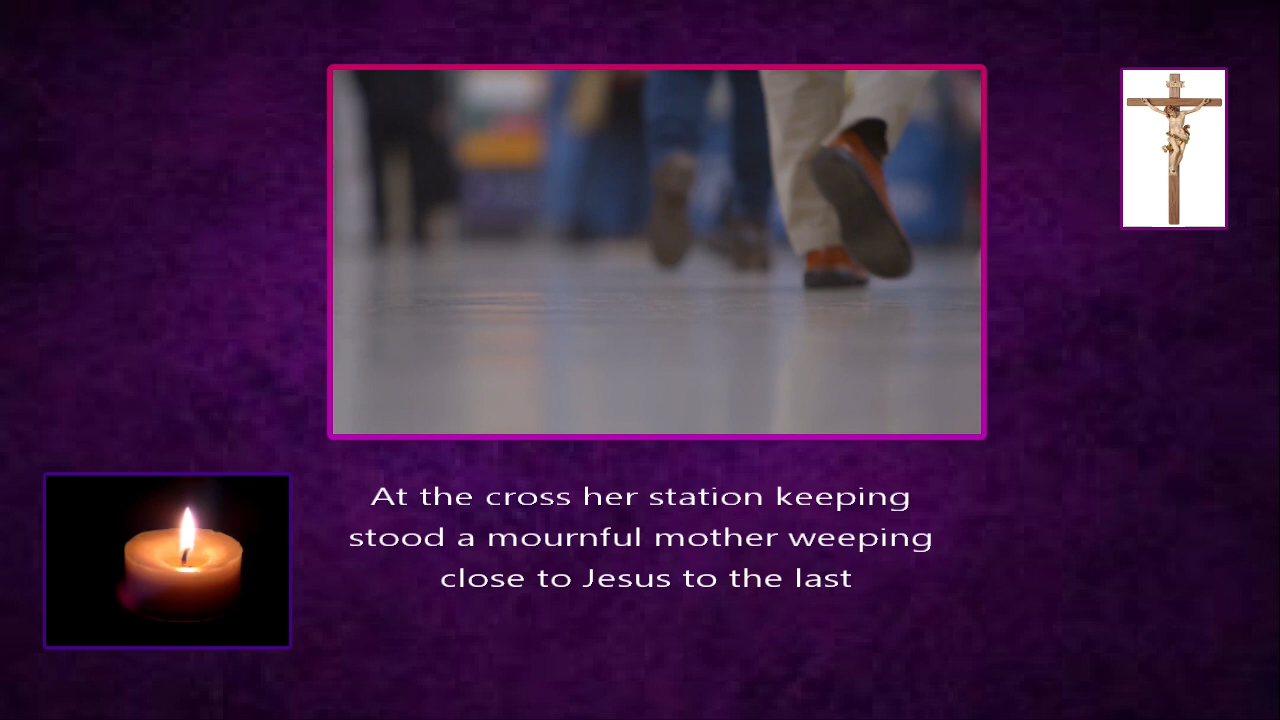 At the cross her station keeping
stood a mournful mother weeping
close to Jesus to the last